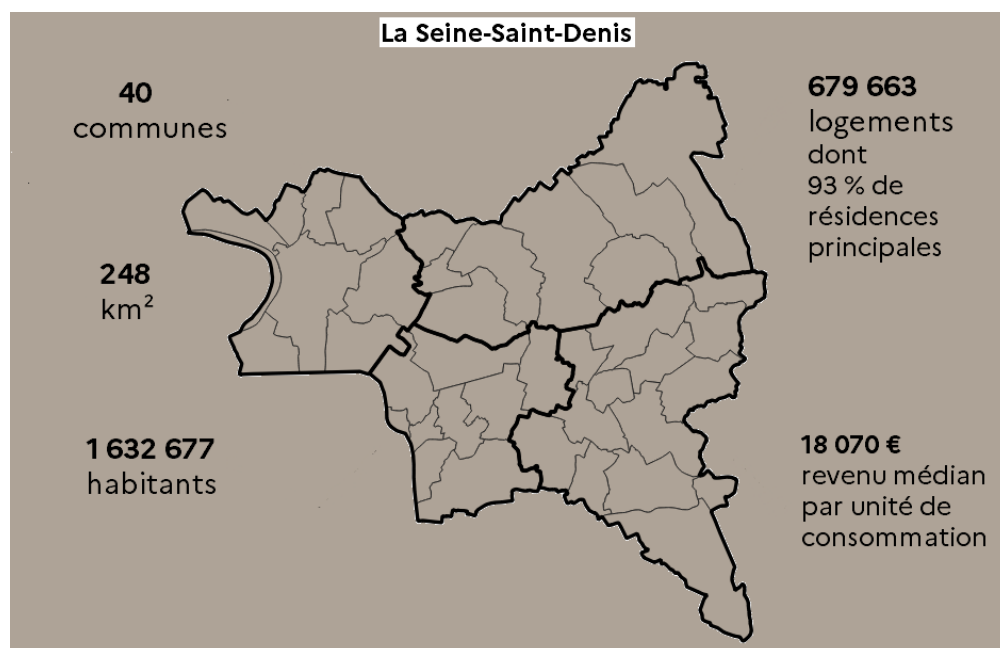 La Seine-Saint-Denis
40
communes
248
km²
1 632 677
habitants
679 663
logements
dont
93 % de
résidences
principales
18 070 €
revenu médian
par unité de
consommation